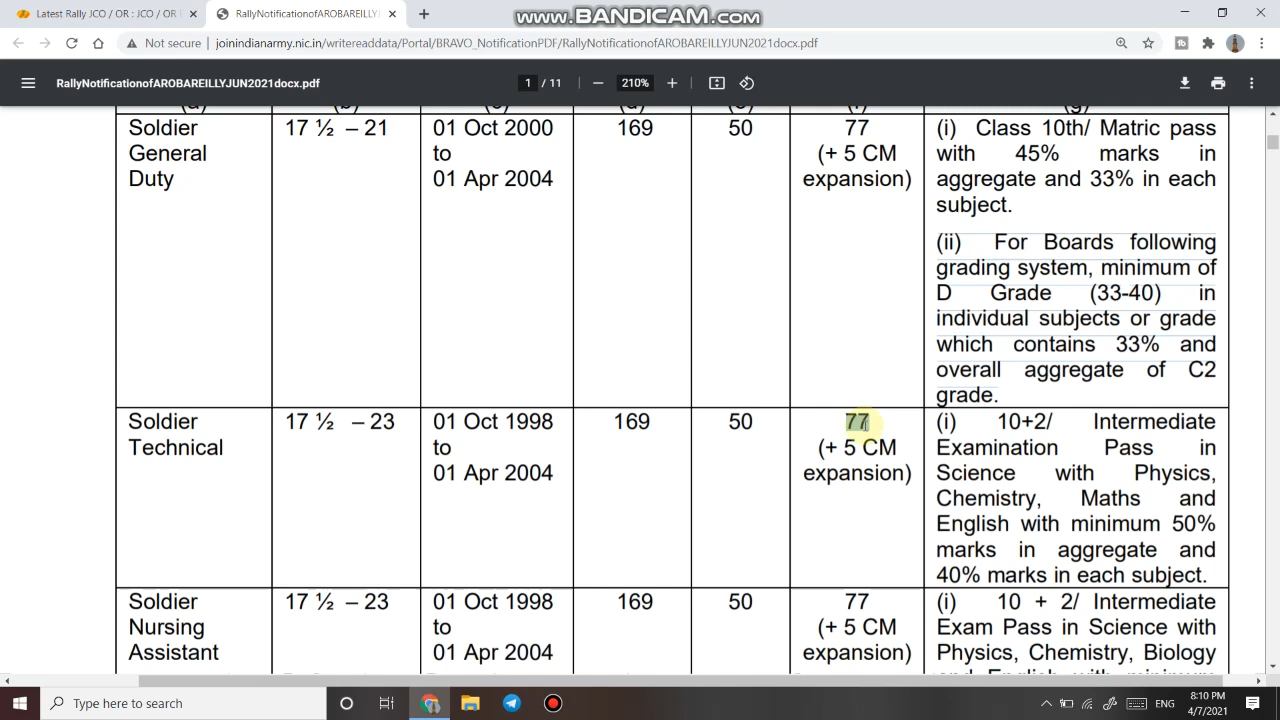 Latest Rally JCO / OR : JCO / OR
RallyNotificationofAROBAREILLYJ
www.BANDICAM.com
Not secure | joinindianarmy.nic.in/writereaddata/Portal/BRAVO_NotificationPDF/RallyNotificationofAROBAREILLYJUN2021docx.pdf
RallyNotificationofAROBAREILLYJUN2021docx.pdf
1 / 11
210%
(a) (b) (c) (d) (e) (f) (g)
Soldier 17 ½ – 21 01 Oct 2000 169 50 77 (i) Class 10th/ Matric pass
General to (+ 5 CM with 45% marks in
Duty 01 Apr 2004 expansion) aggregate and 33% in each
subject.
(ii) For Boards following
grading system, minimum of
D Grade (33-40) in
individual subjects or grade
which contains 33% and
overall aggregate of C2
grade.
Soldier 17 ½ – 23 01 Oct 1998 169 50 77 (i) 10+2/ Intermediate
Technical to (+ 5 CM Examination Pass in
01 Apr 2004 expansion) Science with Physics,
Chemistry, Maths and
English with minimum 50%
marks in aggregate and
40% marks in each subject.
Soldier 17 ½ – 23 01 Oct 1998 169 50 77 (i) 10 + 2/ Intermediate
Nursing to (+ 5 CM Exam Pass in Science with
Assistant 01 Apr 2004 expansion) Physics, Chemistry, Biology
and English with minimum
Type here to search
ENG
8:10 PM
4/7/2021